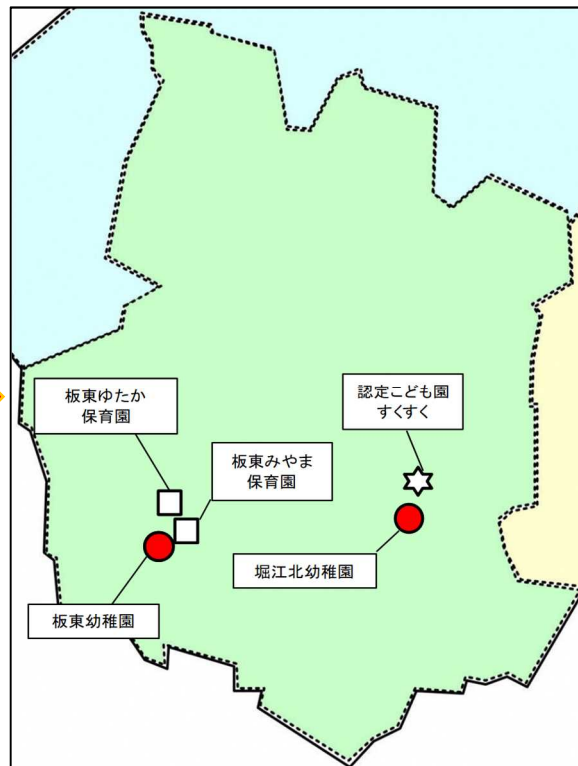 板東ゆたか
保育園
認定こども園
すくすく
板東みやま
保育園
堀江北幼稚園
板東幼稚園